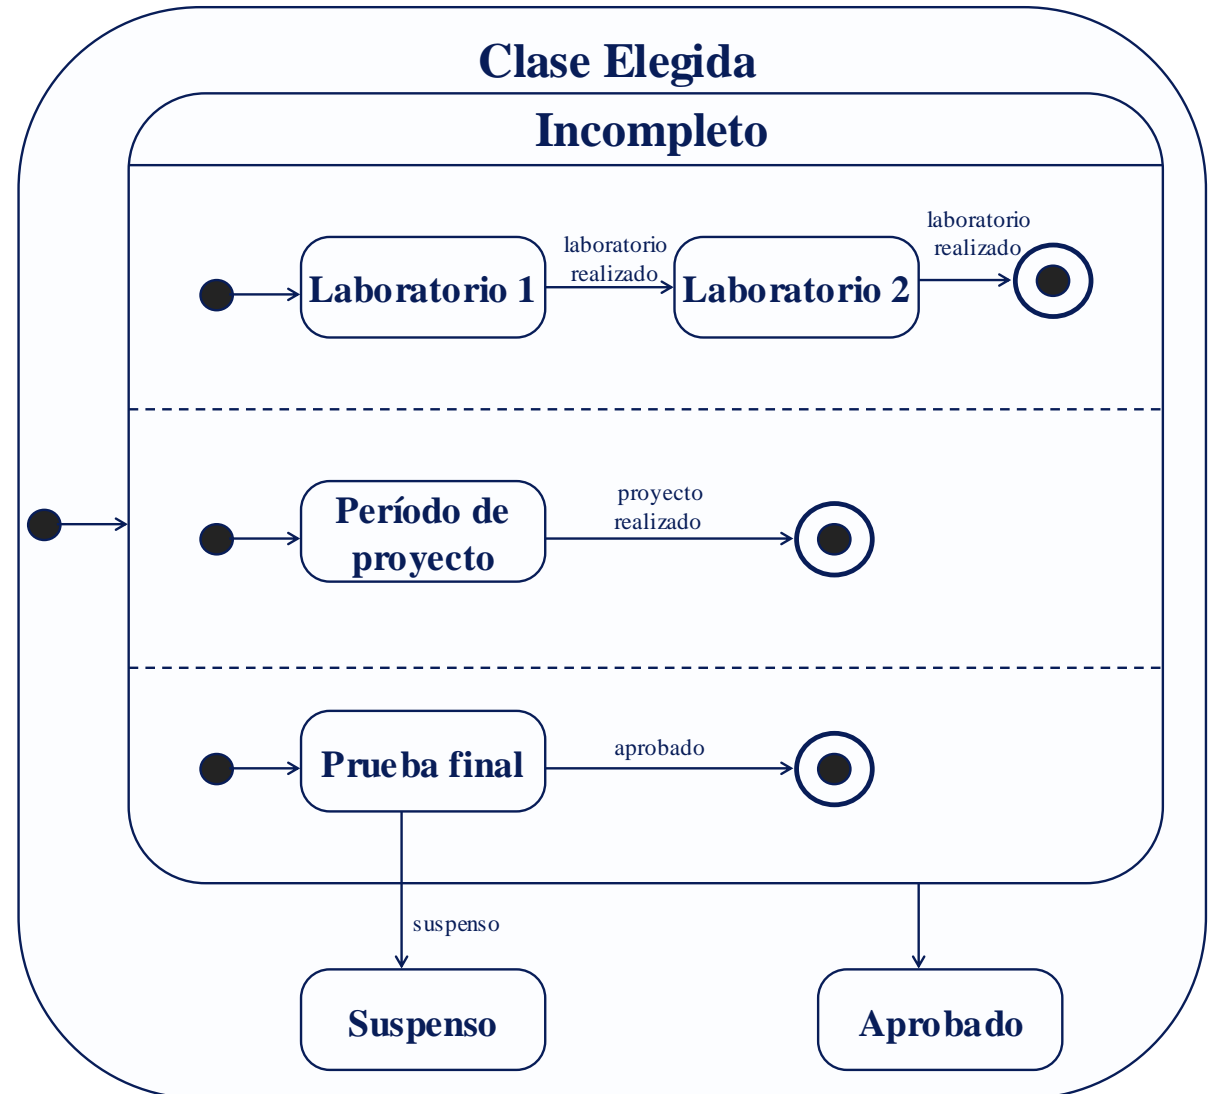 Clase Elegida
Incompleto
laboratorio
realizado
laboratorio
realizado
Laboratorio 1
Laboratorio 2
Período de
proyecto
proyecto
realizado
Prueba final
aprobado
suspenso
Suspenso
Aprobado